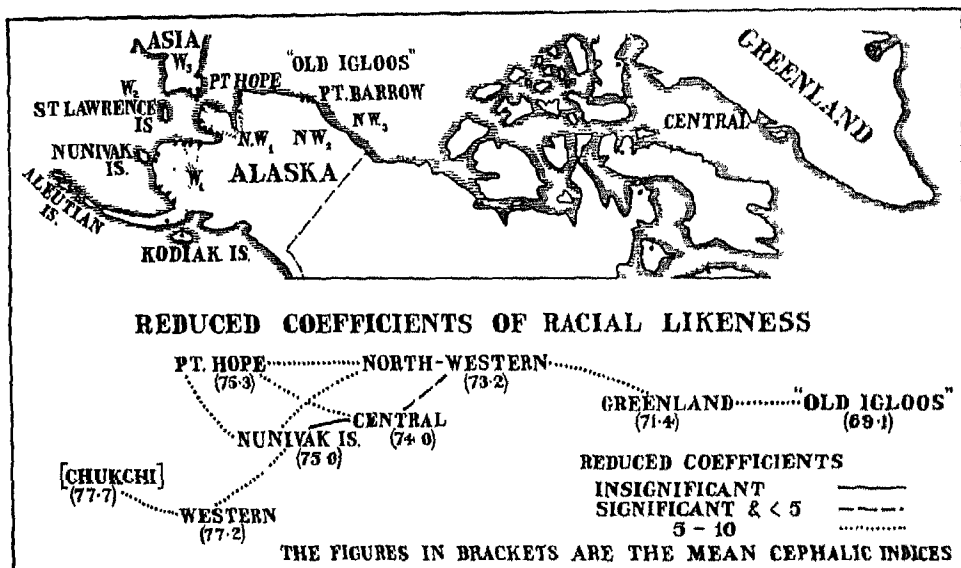 ASIA
W₃
"OLD IGLOOS"
GREENLAND
W₂
PT HOPE
PT. BARROW
ST LAWRENCE
IS
N.W.₁
NW₂
NW₃
CENTRAL
NUNIVAK
IS.
ALASKA
ALEUTIAN
IS.
KODIAK IS.
REDUCED COEFFICIENTS OF RACIAL LIKENESS
PT. HOPE
(75·3)
NORTH-WESTERN
(73·2)
GREENLAND
(71·4)
"OLD IGLOOS"
(69·1)
CENTRAL
(74·0)
NUNIVAK IS.
(75·0)
[CHUKCHI]
(77·7)
WESTERN
(77·2)
REDUCED COEFFICIENTS
INSIGNIFICANT
SIGNIFICANT & < 5
5 – 10
THE FIGURES IN BRACKETS ARE THE MEAN CEPHALIC INDICES